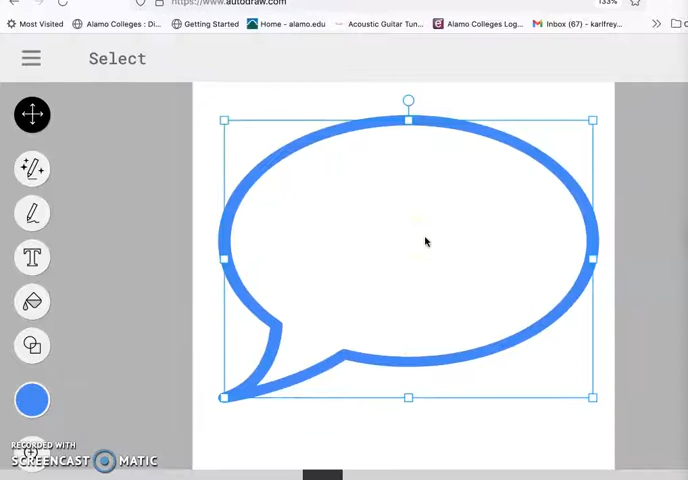 https://www.autodraw.com
133%
Most Visited
Alamo Colleges : Di...
Getting Started
Home - alamo.edu
Acoustic Guitar Tun...
Alamo Colleges Log...
Inbox (67) - karlfrey...
Select
T
RECORDED WITH
SCREENCAST MATIC